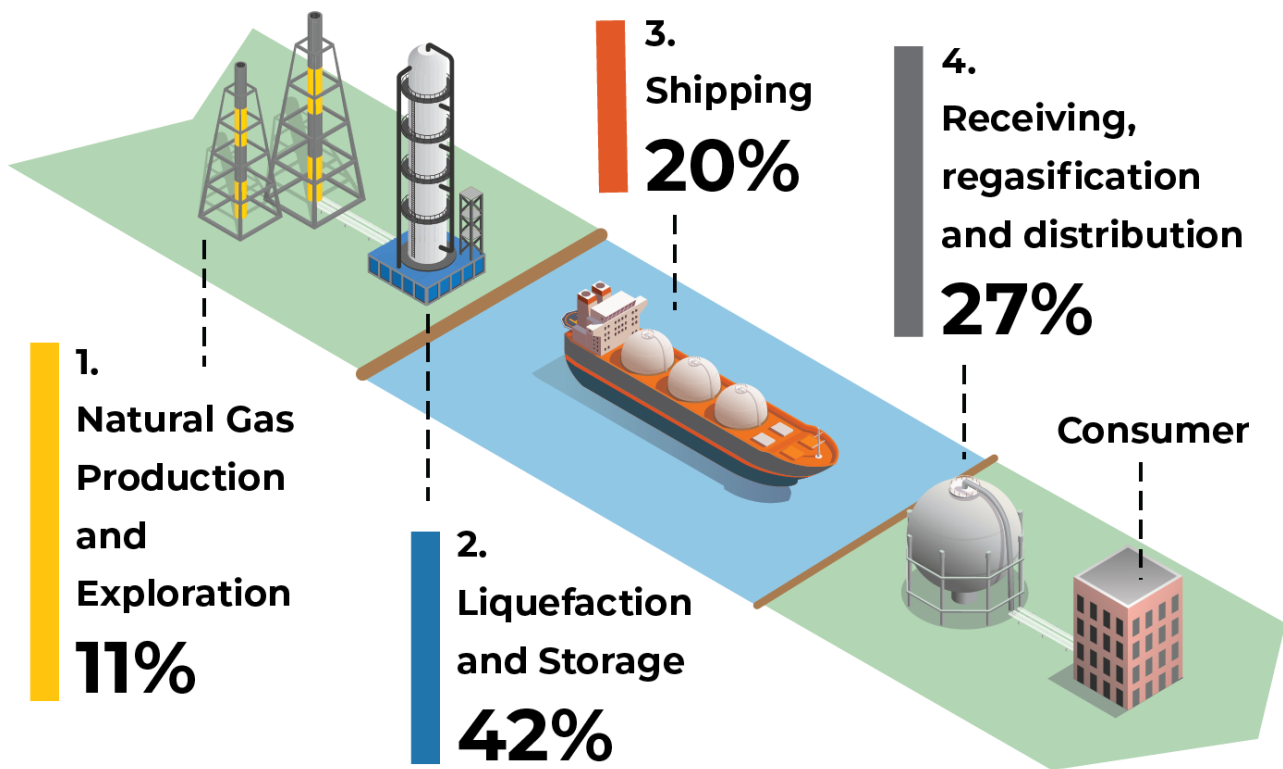 1.
Natural Gas
Production
and
Exploration
11%
2.
Liquefaction
and Storage
42%
3.
Shipping
20%
4.
Receiving,
regasification
and distribution
27%
Consumer